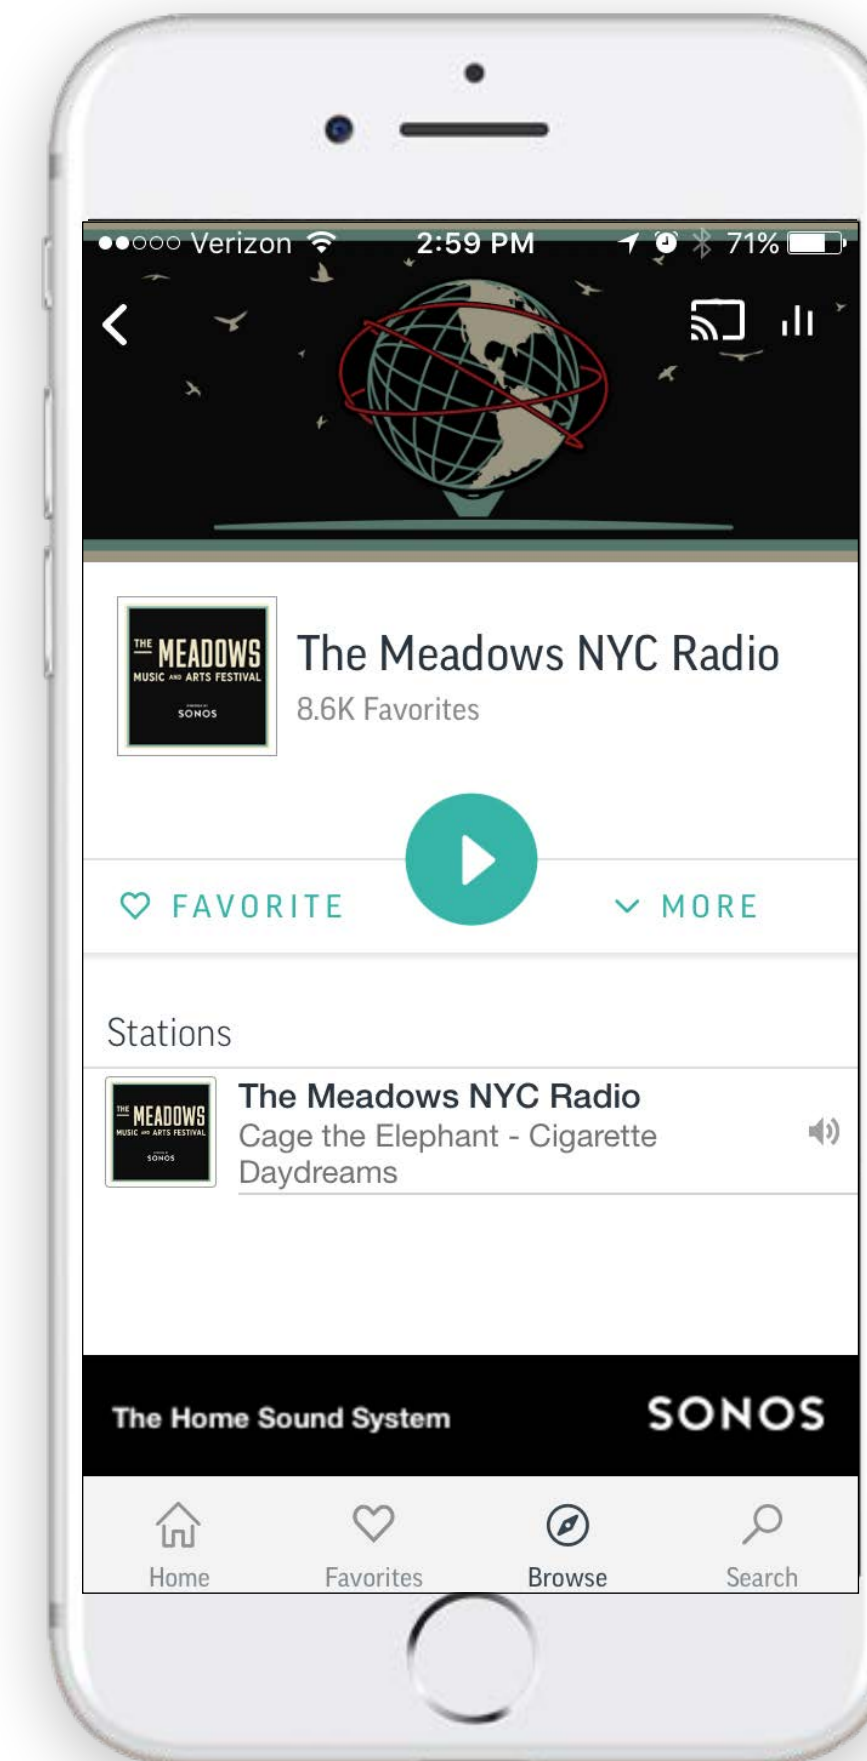 Verizon 2:59 PM 71%
THE MEADOWS
MUSIC AND ARTS FESTIVAL
SONOS
The Meadows NYC Radio
8.6K Favorites
FAVORITE
MORE
Stations
THE MEADOWS
MUSIC AND ARTS FESTIVAL
SONOS
The Meadows NYC Radio
Cage the Elephant - Cigarette
Daydreams
The Home Sound System SONOS
Home Favorites Browse Search